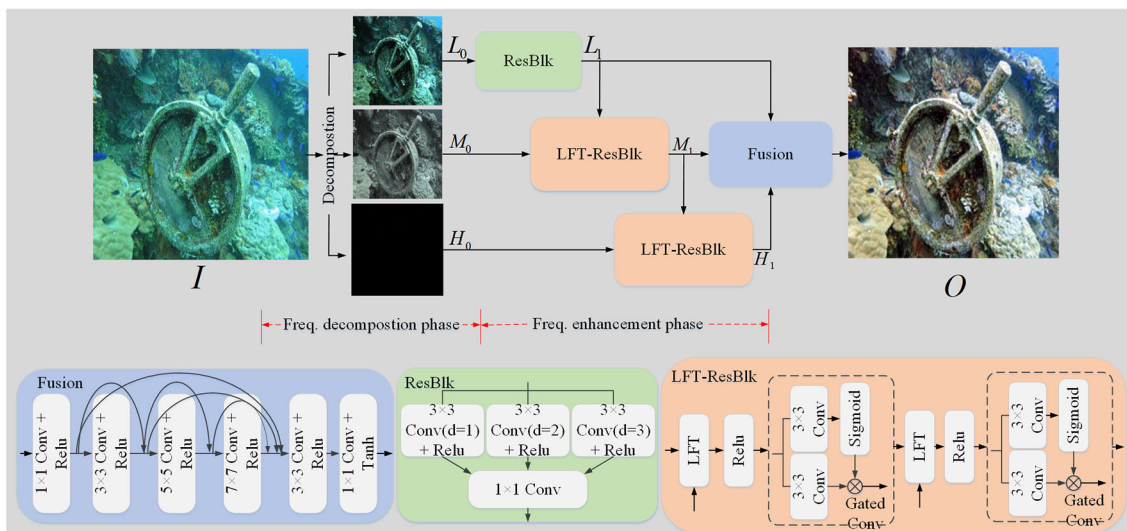 I
Decompostion
L₀
M₀
H₀
ResBlk
L₁
LFT-ResBlk
M₁
LFT-ResBlk
H₁
Fusion
O
Freq. decompostion phase
Freq. enhancement phase
Fusion
1×1 Conv +
Relu
3×3 Conv +
Relu
5×5 Conv +
Relu
7×7 Conv +
Relu
3×3 Conv +
Relu
1×1 Conv +
Tanh
ResBlk
3×3
Conv(d=1)
+ Relu
3×3
Conv(d=2)
+ Relu
3×3
Conv(d=3)
+ Relu
1×1 Conv
LFT-ResBlk
LFT
Relu
3×3
Conv
Sigmoid
3×3
Conv
Gated
Conv
LFT
Relu
3×3
Conv
Sigmoid
3×3
Conv
Gated
Conv